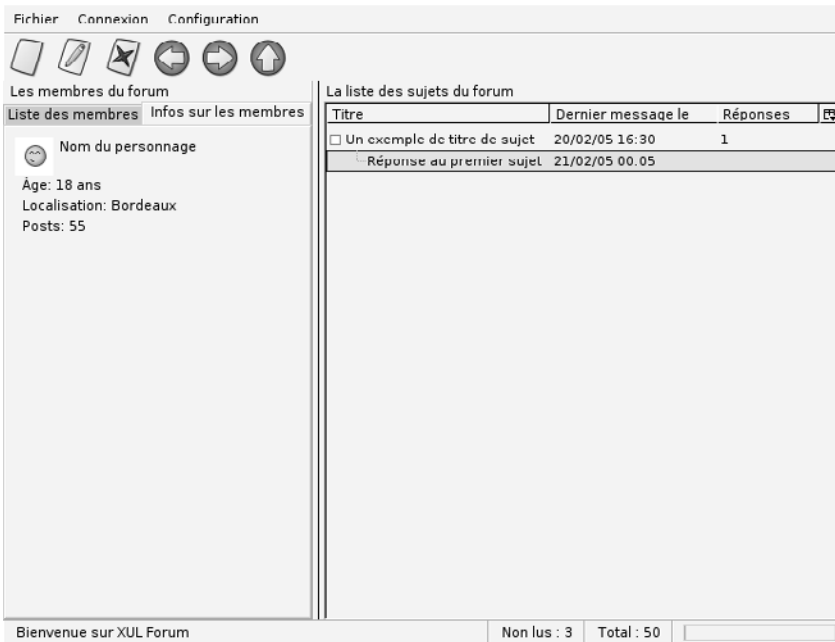 Fichier Connexion Configuration
Les membres du forum
Liste des membres Infos sur les membres
Nom du personnage
Âge: 18 ans
Localisation: Bordeaux
Posts: 55
La liste des sujets du forum
Titre Dernier message le Réponses
Un exemple de titre de sujet 20/02/05 16:30 1
Réponse au premier sujet 21/02/05 00.05
Bienvenue sur XUL Forum Non lus : 3 Total : 50